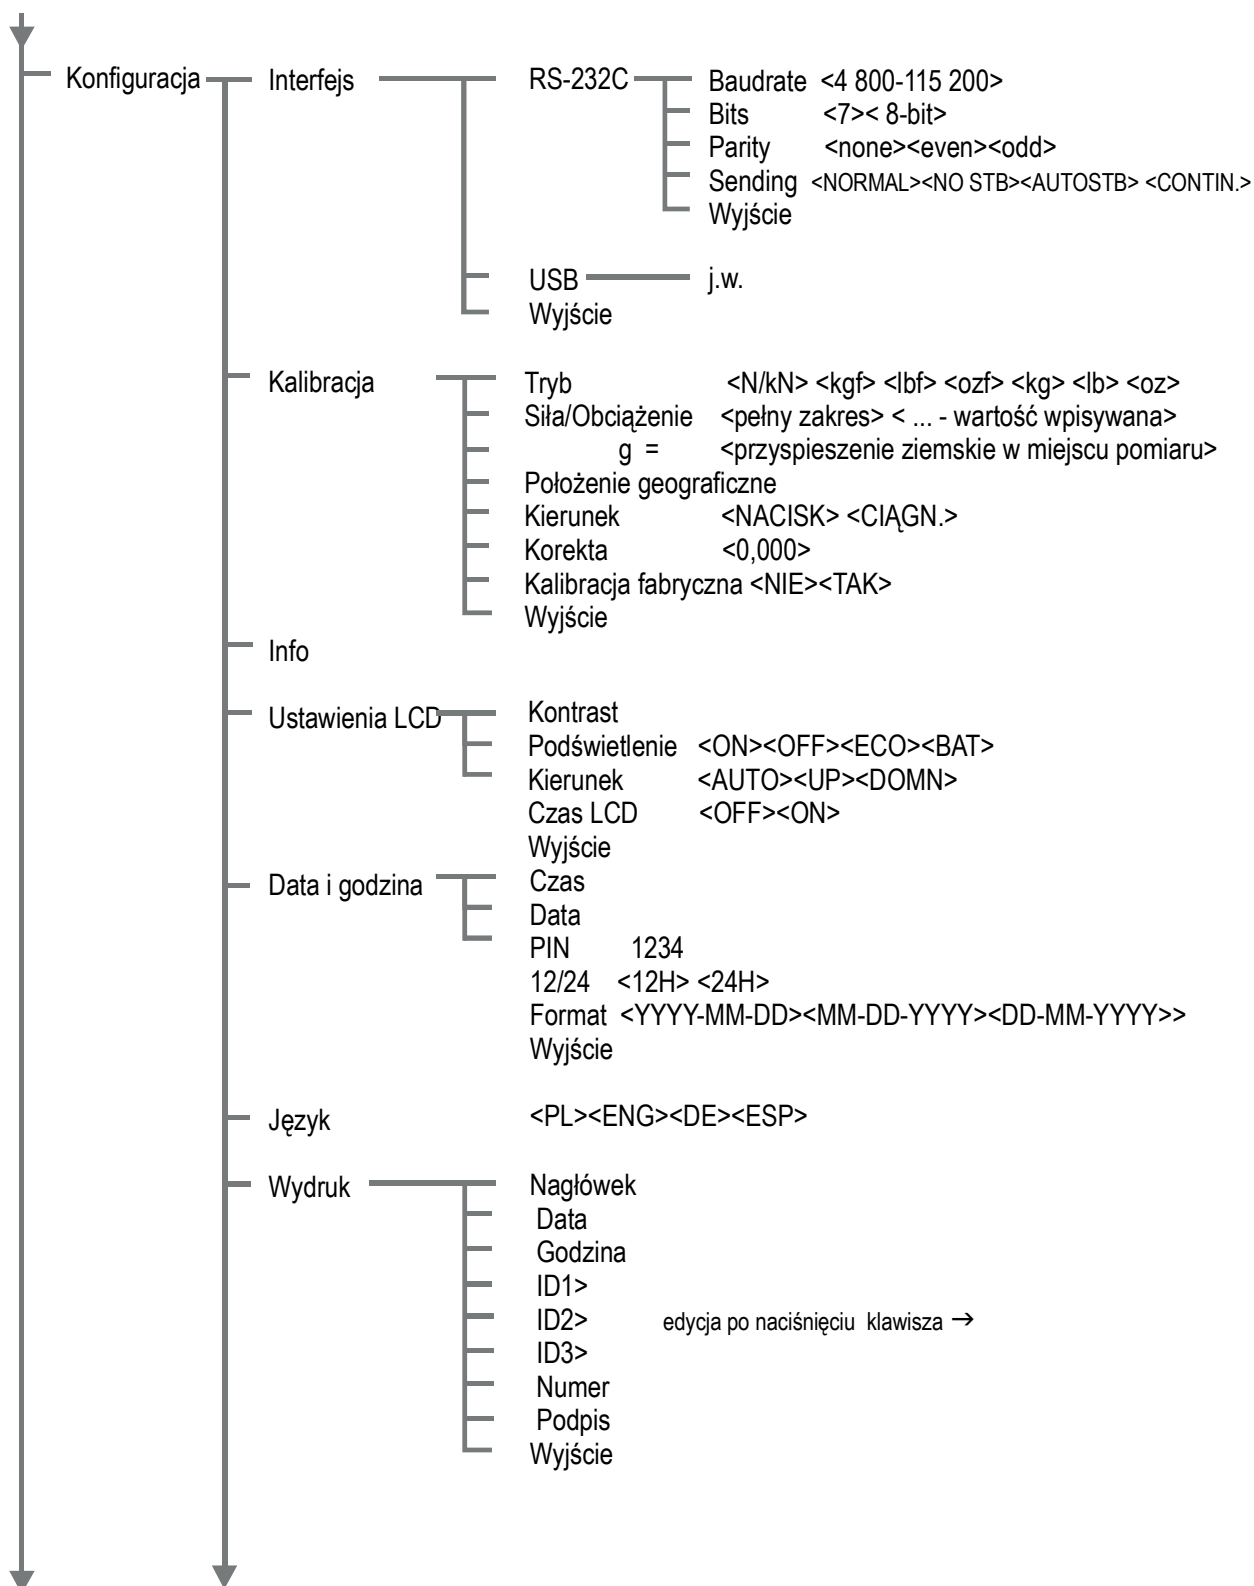 Konfiguracja Interfejs RS-232C Baudrate <4 800-115 200>
Bits <7>< 8-bit>
Parity <none><even><odd>
Sending <NORMAL><NO STB><AUTOSTB> <CONTIN.>
Wyjście
USB j.w.
Wyjście
Kalibracja Tryb <N/kN> <kgf> <lbf> <ozf> <kg> <lb> <oz>
Siła/Obciążenie <pełny zakres> < ... - wartość wpisywana>
g = <przyspieszenie ziemskie w miejscu pomiaru>
Położenie geograficzne
Kierunek <NACISK> <CIĄGN.>
Korekta <0,000>
Kalibracja fabryczna <NIE><TAK>
Wyjście
Info
Ustawienia LCD Kontrast
Podświetlenie <ON><OFF><ECO><BAT>
Kierunek <AUTO><UP><DOMN>
Czas LCD <OFF><ON>
Wyjście
Data i godzina Czas
Data
PIN 1234
12/24 <12H> <24H>
Format <YYYY-MM-DD><MM-DD-YYYY><DD-MM-YYYY>>
Wyjście
Język <PL><ENG><DE><ESP>
Wydruk Nagłówek
Data
Godzina
ID1>
ID2> edycja po naciśnięciu klawisza →
ID3>
Numer
Podpis
Wyjście